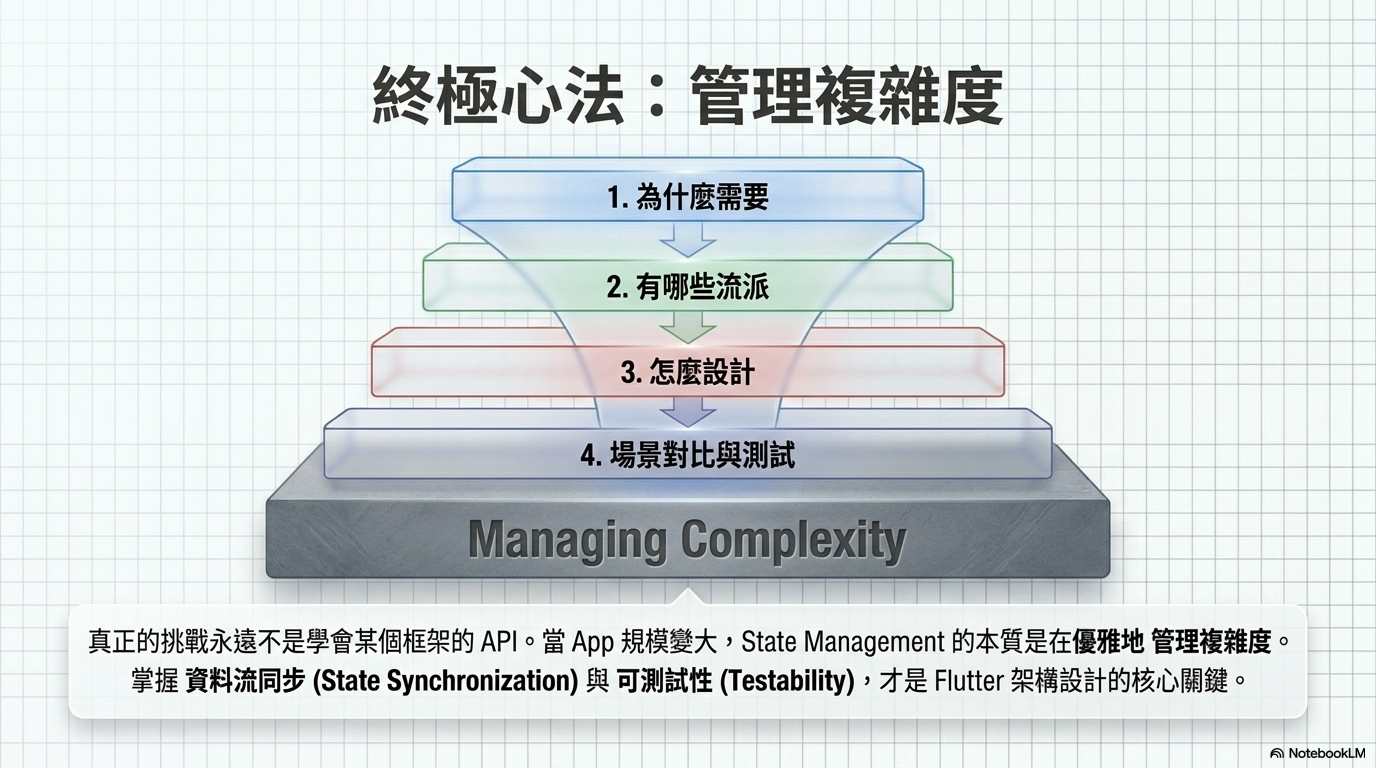 終極心法：管理複雜度
1. 為什麼需要
2. 有哪些流派
3. 怎麼設計
4. 場景對比與測試
Managing Complexity
真正的挑戰永遠不是學會某個框架的 API。當 App 規模變大，State Management 的本質是在優雅地 管理複雜度。
掌握 資料流同步 (State Synchronization) 與 可測試性 (Testability)，才是 Flutter 架構設計的核心關鍵。
NotebookLM